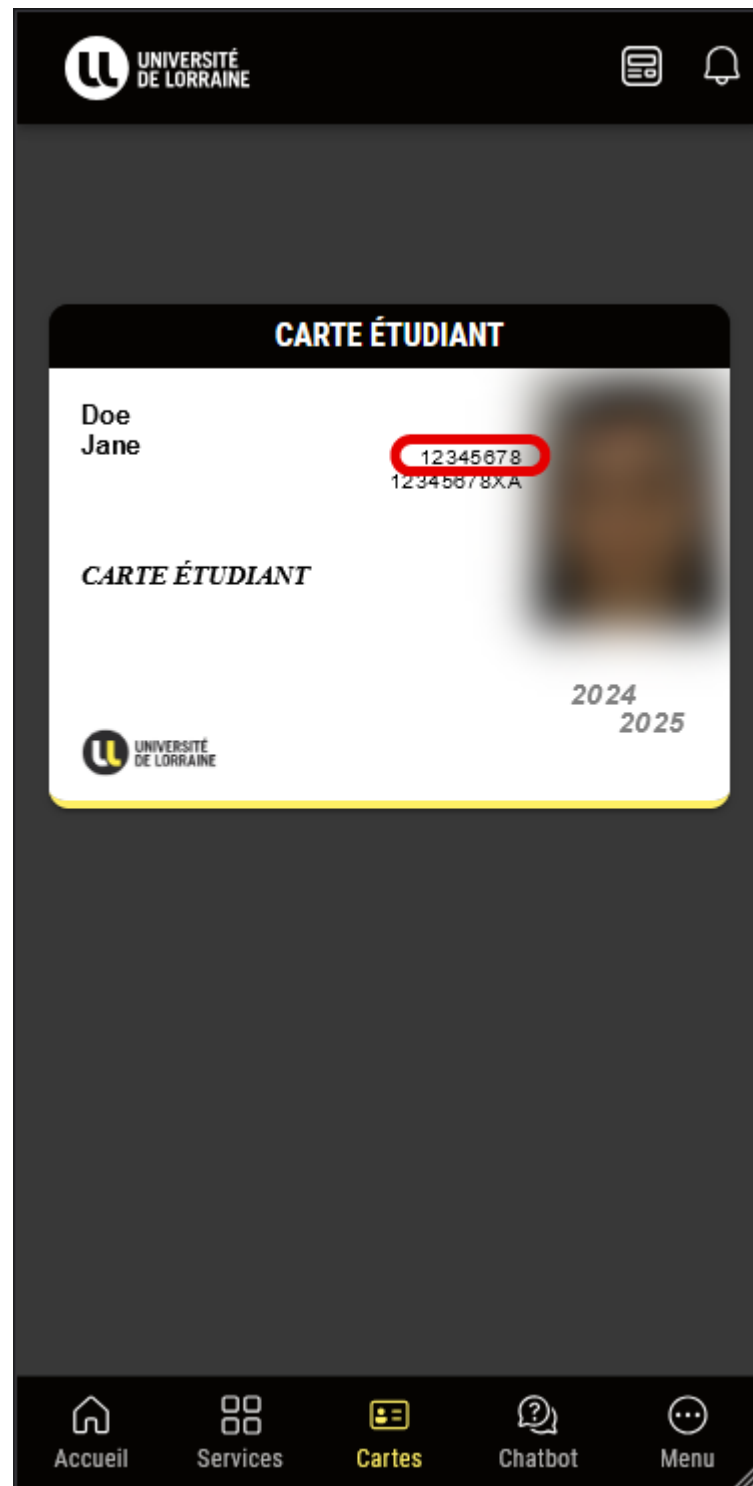 UNIVERSITÉ
DE LORRAINE
CARTE ÉTUDIANT
Doe
Jane
12345678
12345678XA
CARTE ÉTUDIANT
2024
2025
UNIVERSITÉ
DE LORRAINE
Accueil Services Cartes Chatbot Menu